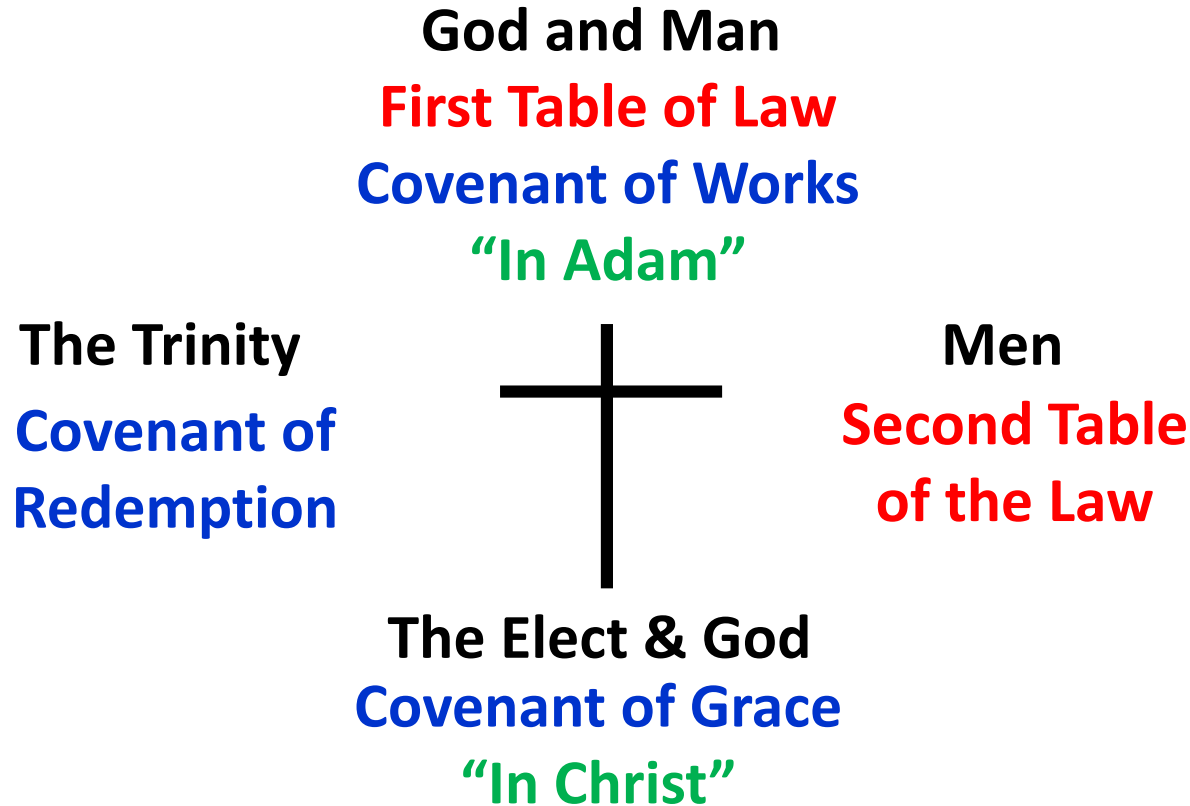 God and Man
First Table of Law
Covenant of Works
“In Adam”
The Trinity
Covenant of
Redemption
Men
Second Table
of the Law
The Elect & God
Covenant of Grace
“In Christ”